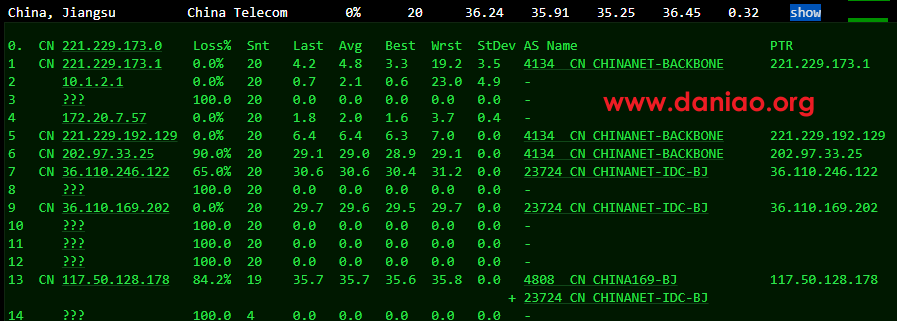 China, Jiangsu China Telecom 0% 20 36.24 35.91 35.25 36.45 0.32 show
0. CN 221.229.173.0 Loss% Snt Last Avg Best Wrst StDev AS Name PTR
1 CN 221.229.173.1 0.0% 20 4.2 4.8 3.3 19.2 3.5 4134 CN CHINANET-BACKBONE 221.229.173.1
2 10.1.2.1 0.0% 20 0.7 2.1 0.6 23.0 4.9 -
3 ??? 100.0 20 0.0 0.0 0.0 0.0 0.0 -
www.daniao.org
4 172.20.7.57 0.0% 20 1.8 2.0 1.6 3.7 0.4 -
5 CN 221.229.192.129 0.0% 20 6.4 6.4 6.3 7.0 0.0 4134 CN CHINANET-BACKBONE 221.229.192.129
6 CN 202.97.33.25 90.0% 20 29.1 29.0 28.9 29.1 0.0 4134 CN CHINANET-BACKBONE 202.97.33.25
7 CN 36.110.246.122 65.0% 20 30.6 30.6 30.4 31.2 0.0 23724 CN CHINANET-IDC-BJ 36.110.246.122
8 ??? 100.0 20 0.0 0.0 0.0 0.0 0.0 -
9 CN 36.110.169.202 0.0% 20 29.7 29.6 29.5 29.7 0.0 23724 CN CHINANET-IDC-BJ 36.110.169.202
10 ??? 100.0 20 0.0 0.0 0.0 0.0 0.0 -
11 ??? 100.0 20 0.0 0.0 0.0 0.0 0.0 -
12 ??? 100.0 20 0.0 0.0 0.0 0.0 0.0 -
13 CN 117.50.128.178 84.2% 19 35.7 35.7 35.6 35.8 0.0 4808 CN CHINA169-BJ 117.50.128.178
+ 23724 CN CHINANET-IDC-BJ
14 ??? 100.0 4 0.0 0.0 0.0 0.0 0.0 -